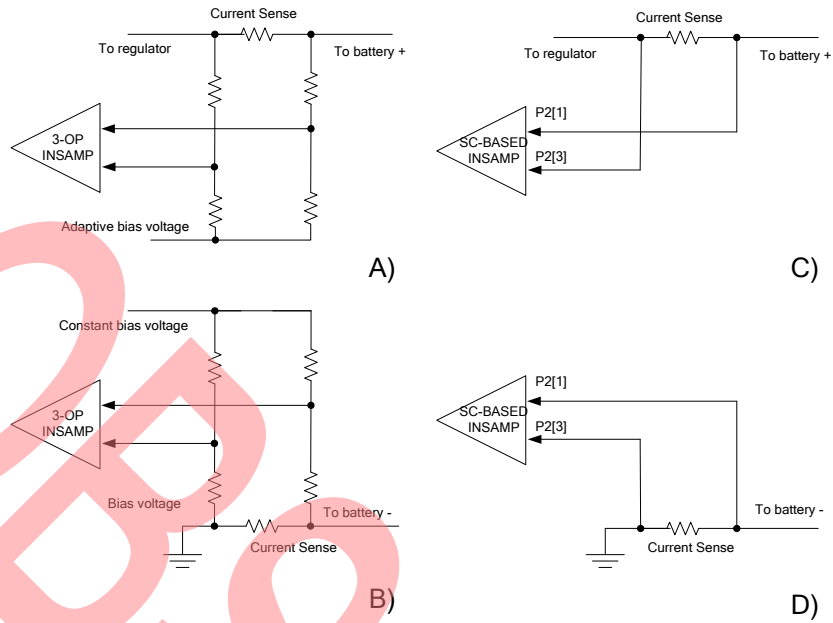 Current Sense
To regulator
To battery +
3-OP
INSAMP
Adaptive bias voltage
A)
Current Sense
To regulator
To battery +
P2[1]
SC-BASED
INSAMP
P2[3]
C)
Constant bias voltage
3-OP
INSAMP
Bias voltage
To battery -
Current Sense
B)
P2[1]
SC-BASED
INSAMP
P2[3]
To battery -
Current Sense
D)